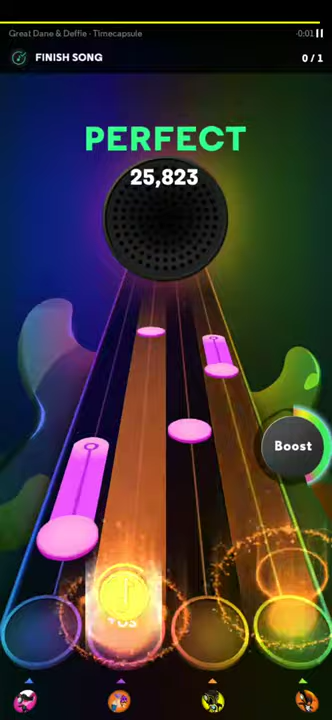 Great Dane & Deffie - Timecapsule
-0:01
FINISH SONG
0 / 1
PERFECT
25,823
Boost